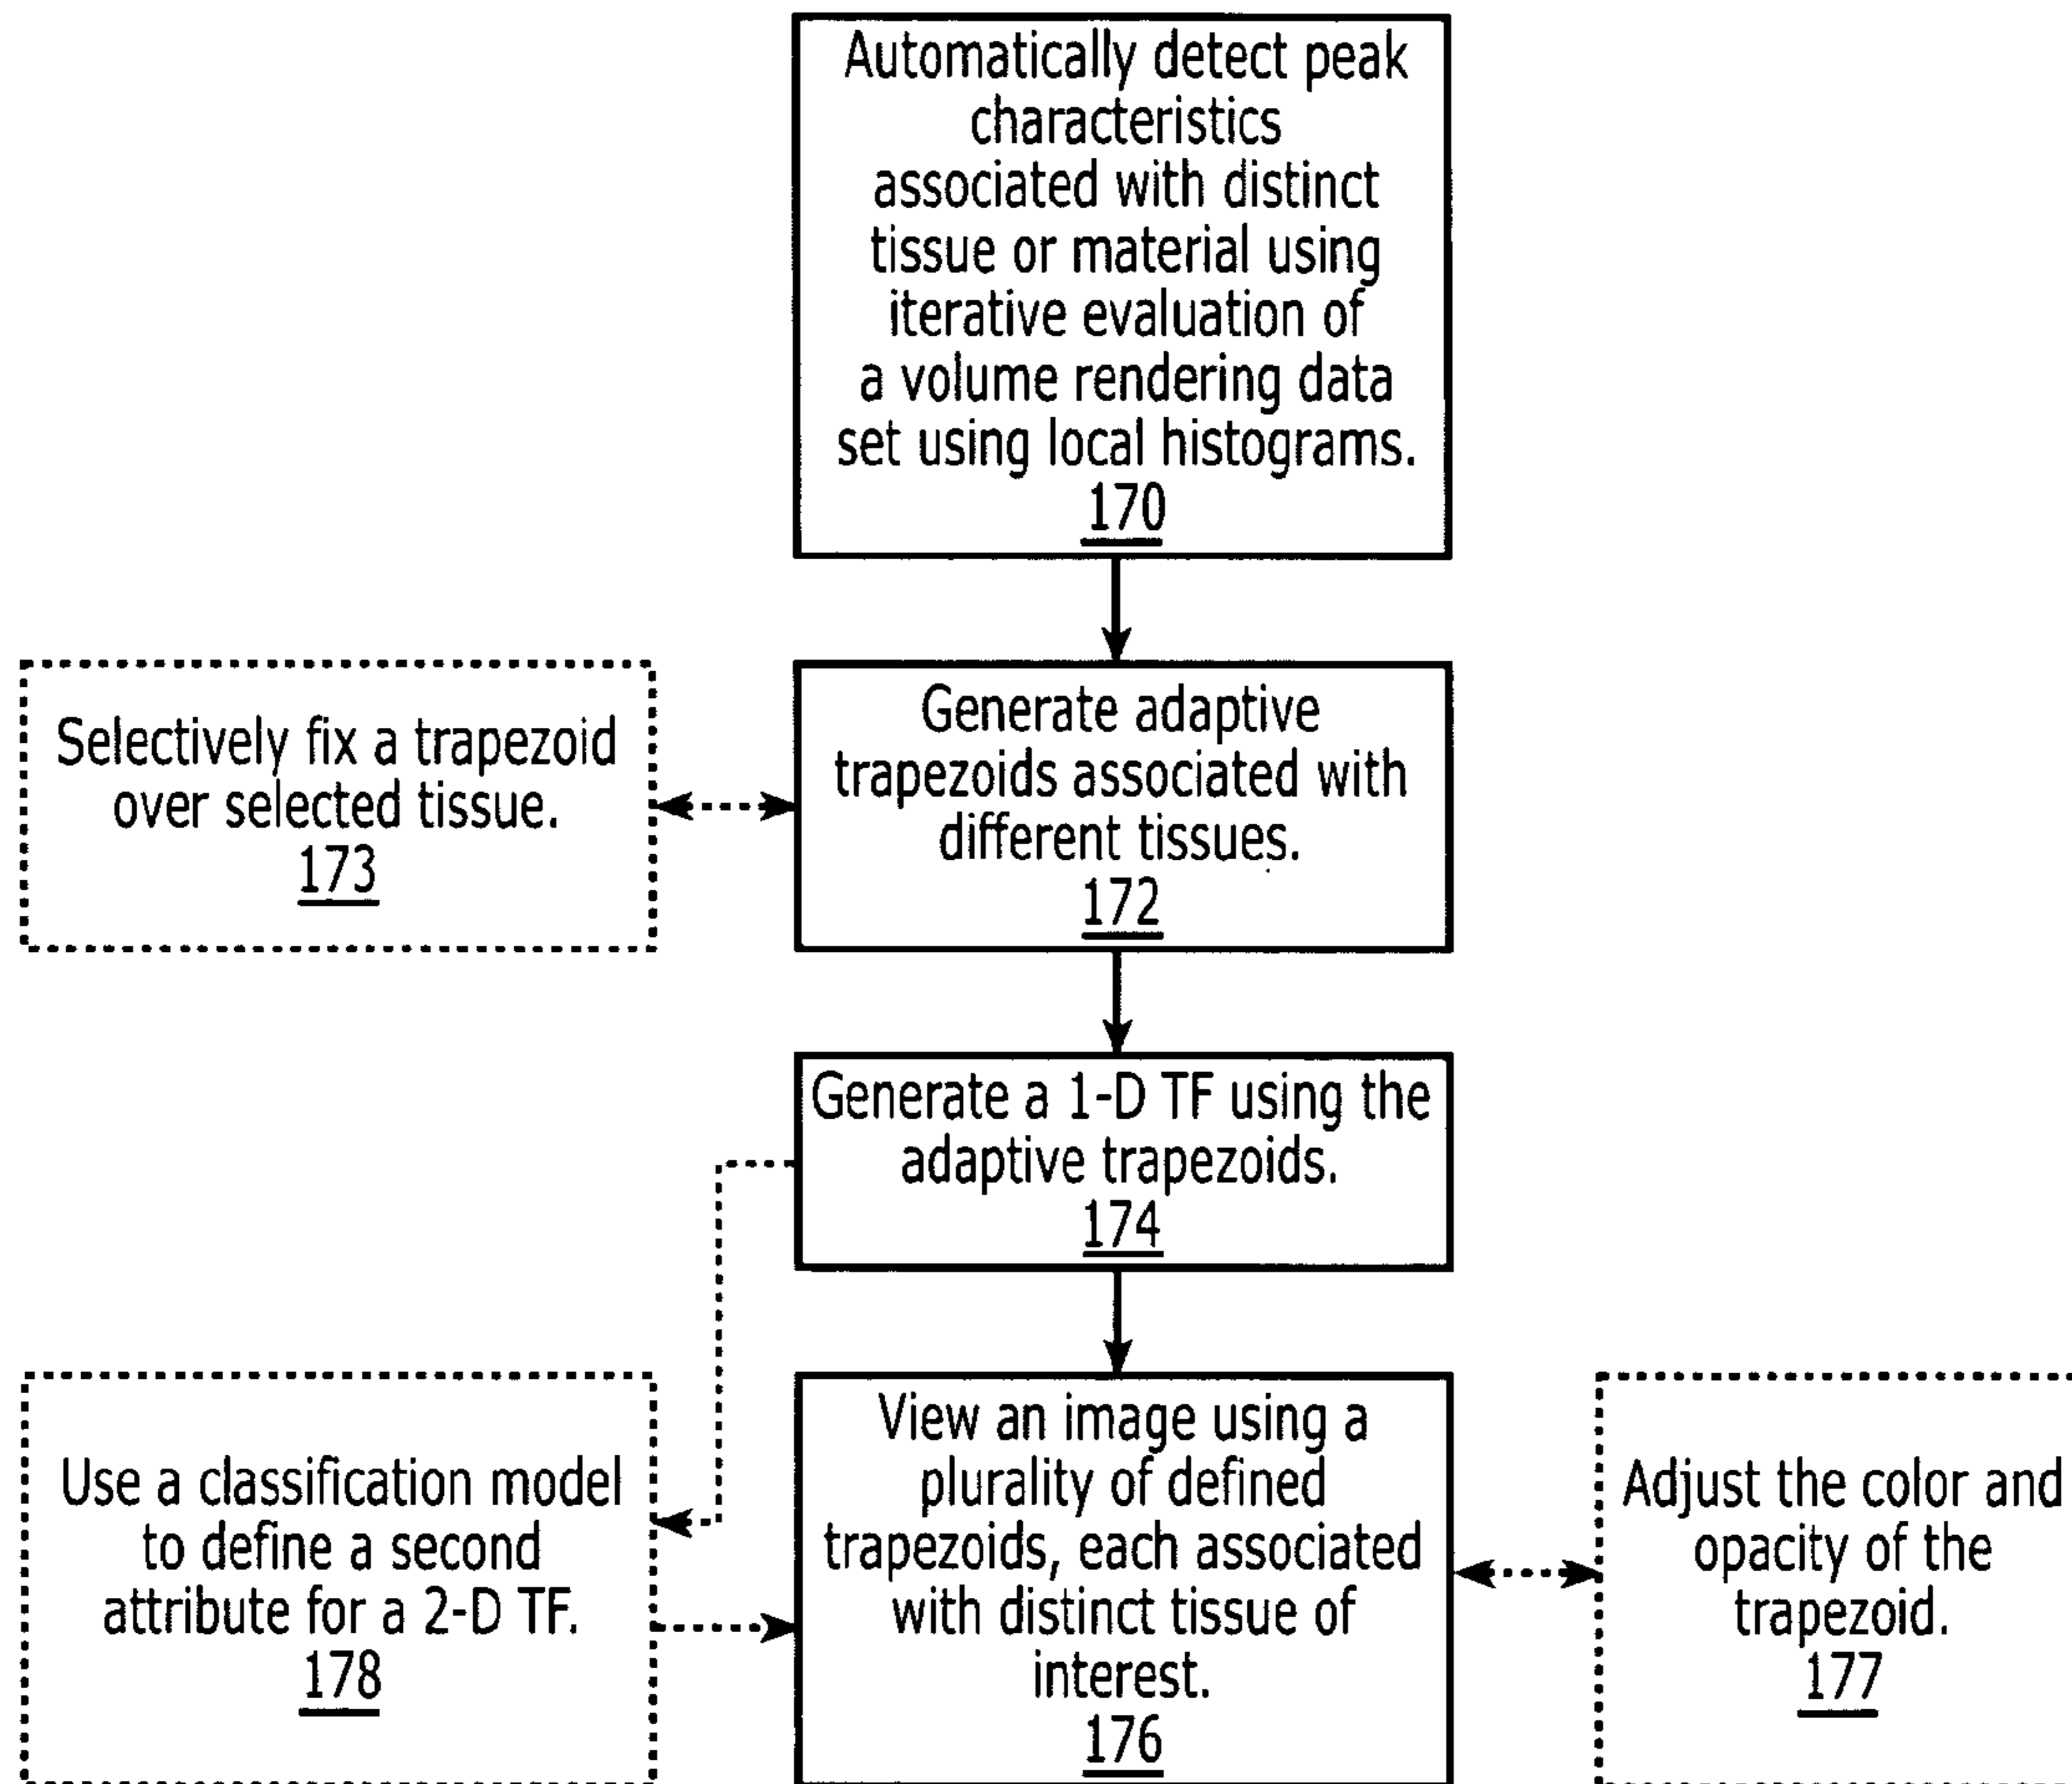 Automatically detect peak
characteristics
associated with distinct
tissue or material using
iterative evaluation of
a volume rendering data
set using local histograms.
170
Selectively fix a trapezoid
over selected tissue.
173
Generate adaptive
trapezoids associated with
different tissues.
172
Generate a 1-D TF using the
adaptive trapezoids.
174
Use a classification model
to define a second
attribute for a 2-D TF.
178
View an image using a
plurality of defined
trapezoids, each associated
with distinct tissue of
interest.
176
Adjust the color and
opacity of the
trapezoid.
177